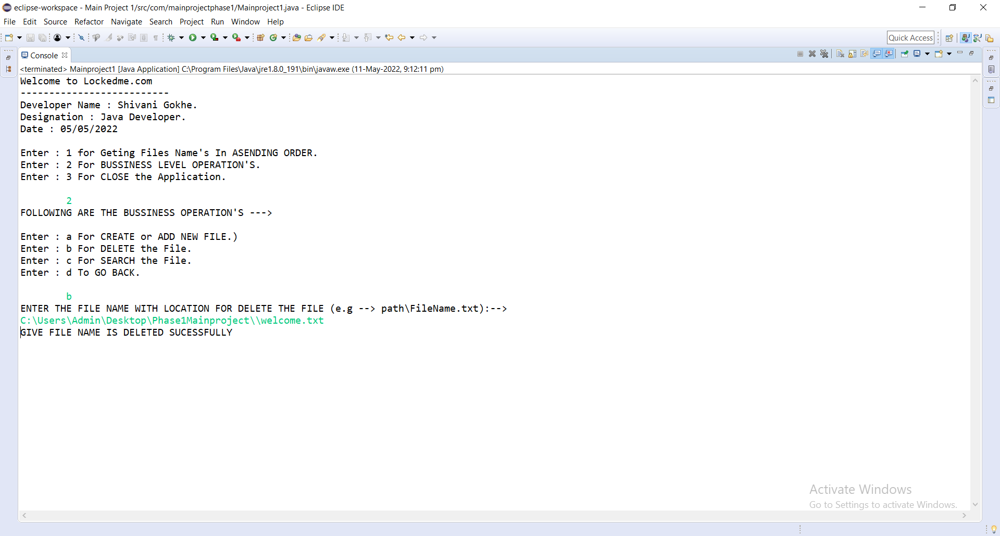 eclipse-workspace - Main Project 1/src/com/mainprojectphase1/Mainproject1.java - Eclipse IDE
File Edit Source Refactor Navigate Search Project Run Window Help
Quick Access
Console
<terminated> Mainproject1 [Java Application] C:\Program Files\Java\jre1.8.0_191\bin\javaw.exe (11-May-2022, 9:12:11 pm)
Welcome to Lockedme.com
--------------------------
Developer Name : Shivani Gokhe.
Designation : Java Developer.
Date : 05/05/2022
Enter : 1 for Geting Files Name's In ASENDING ORDER.
Enter : 2 For BUSSINESS LEVEL OPERATION'S.
Enter : 3 For CLOSE the Application.
2
FOLLOWING ARE THE BUSSINESS OPERATION'S --->
Enter : a For CREATE or ADD NEW FILE.)
Enter : b For DELETE the File.
Enter : c For SEARCH the File.
Enter : d To GO BACK.
b
ENTER THE FILE NAME WITH LOCATION FOR DELETE THE FILE (e.g --> path\FileName.txt):-->
C:\Users\Admin\Desktop\Phase1Mainproject\\welcome.txt
GIVE FILE NAME IS DELETED SUCESSFULLY
Activate Windows
Go to Settings to activate Windows.